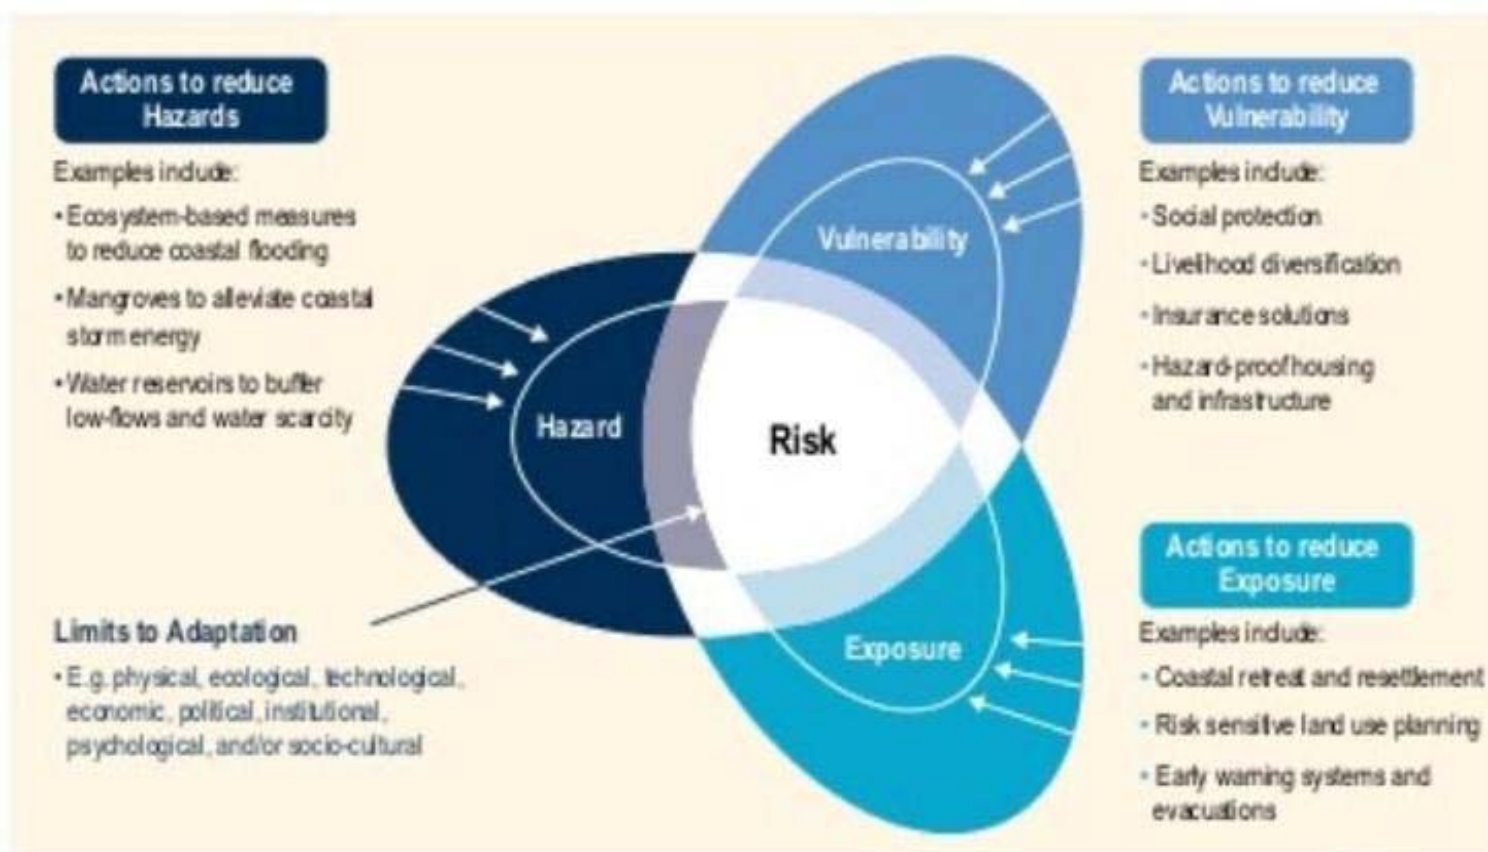 Actions to reduce
Hazards
Examples include:
• Ecosystem-based measures
to reduce coastal flooding
• Mangroves to alleviate coastal
storm energy
• Water reservoirs to buffer
low-flows and water scarcity
Limits to Adaptation
• E.g. physical, ecological, technological,
economic, political, institutional,
psychological, and/or socio-cultural
Vulnerability
Hazard
Risk
Exposure
Actions to reduce
Vulnerability
Examples include:
• Social protection
• Livelihood diversification
• Insurance solutions
• Hazard-proof housing
and infrastructure
Actions to reduce
Exposure
Examples include:
• Coastal retreat and resettlement
• Risk sensitive land use planning
• Early warning systems and
evacuations